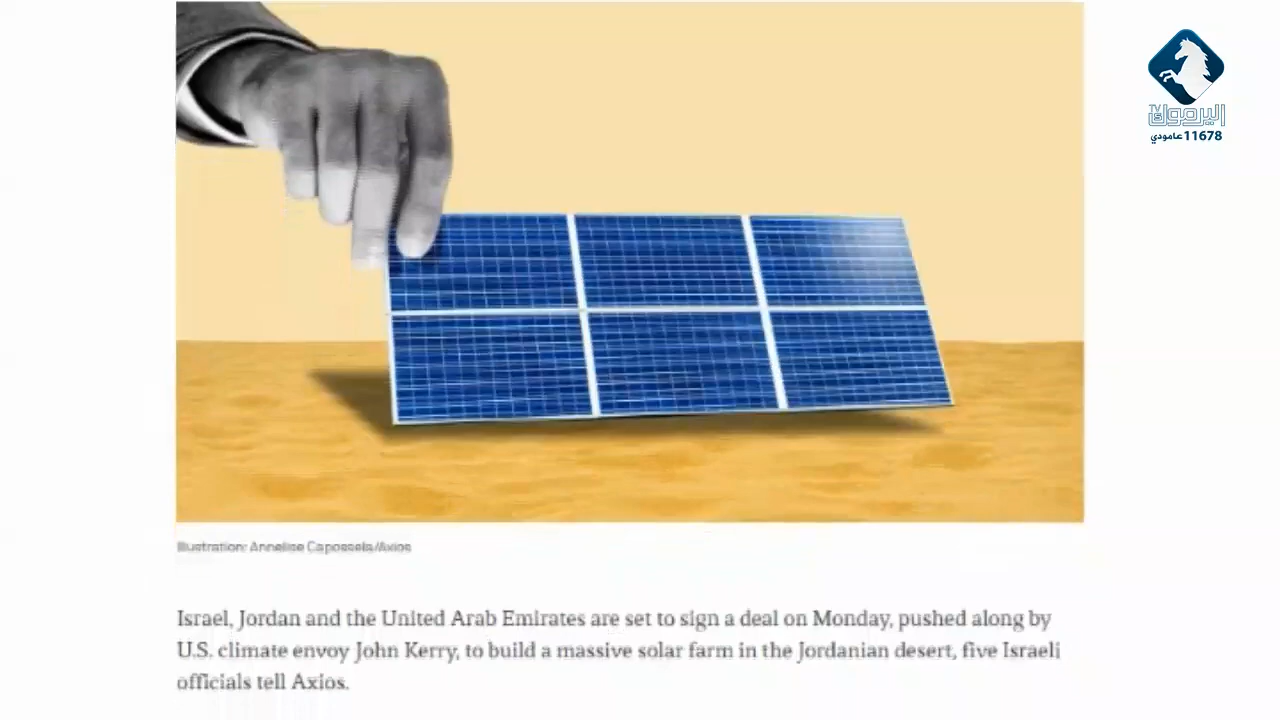 اليرموك
TV
11678 عامودي
Illustration: Annelise Capossela/Axios
Israel, Jordan and the United Arab Emirates are set to sign a deal on Monday, pushed along by
U.S. climate envoy John Kerry, to build a massive solar farm in the Jordanian desert, five Israeli
officials tell Axios.